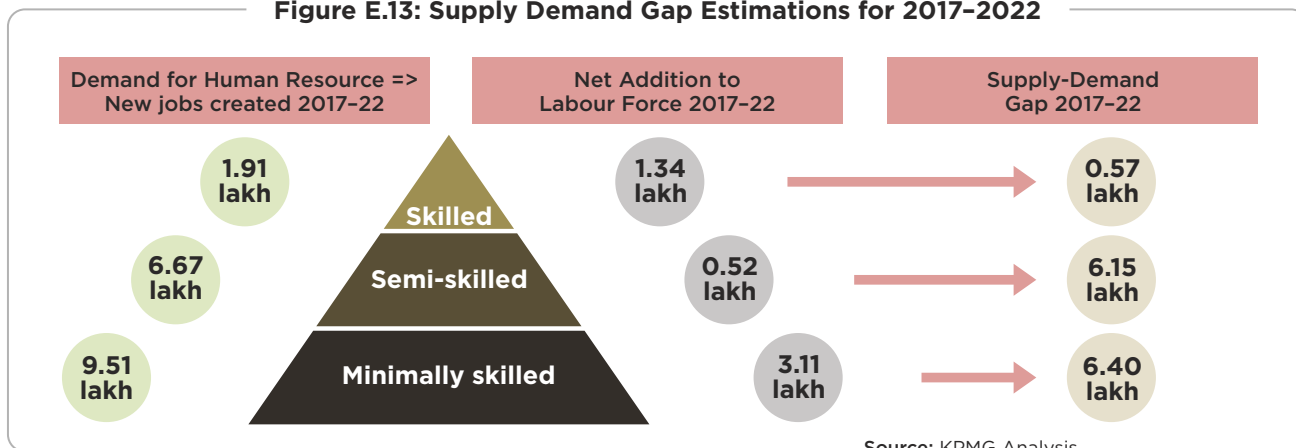 Figure E.13: Supply Demand Gap Estimations for 2017–2022
Demand for Human Resource =>
New jobs created 2017–22
Net Addition to
Labour Force 2017–22
Supply-Demand
Gap 2017–22
1.91
lakh
Skilled
1.34
lakh
0.57
lakh
6.67
lakh
Semi-skilled
0.52
lakh
6.15
lakh
9.51
lakh
Minimally skilled
3.11
lakh
6.40
lakh
Source: KPMG Analysis